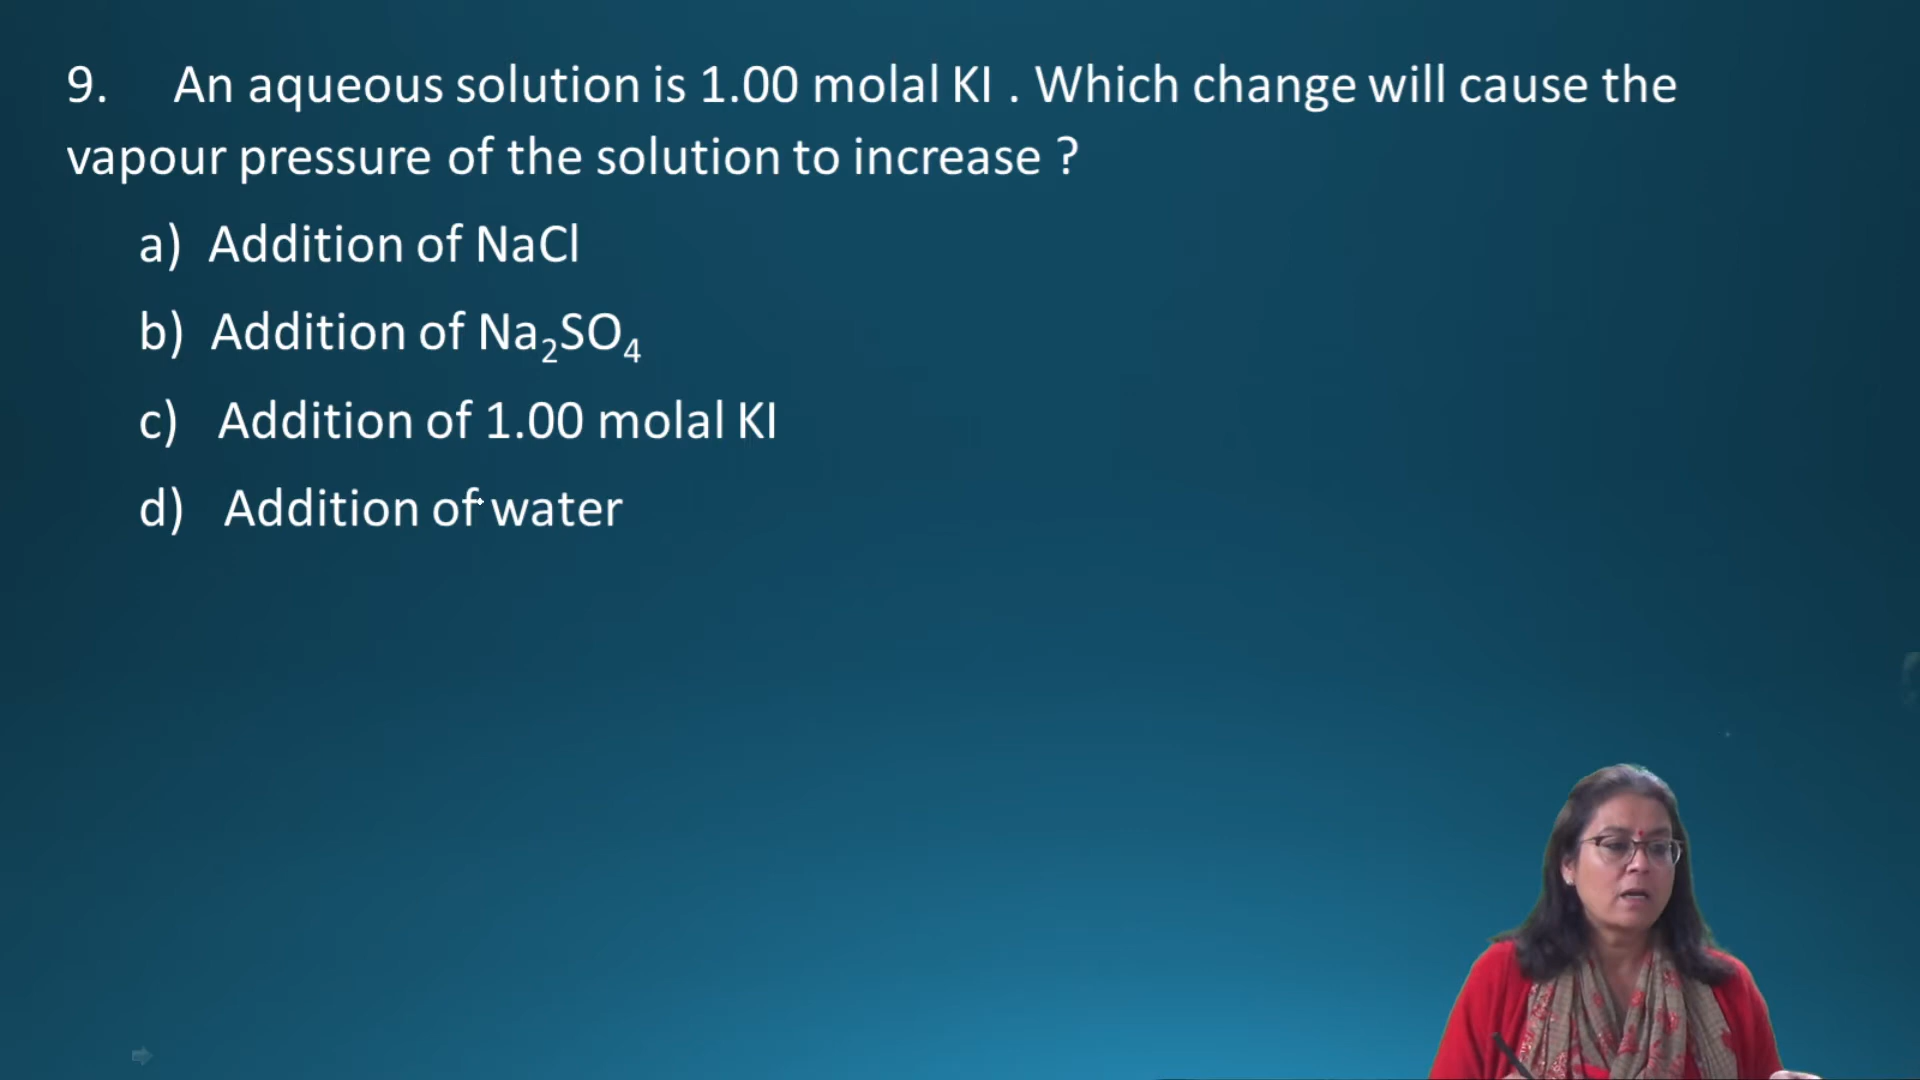 9. An aqueous solution is 1.00 molal KI . Which change will cause the
vapour pressure of the solution to increase ?
a) Addition of NaCl
b) Addition of Na₂SO₄
c) Addition of 1.00 molal KI
d) Addition of water